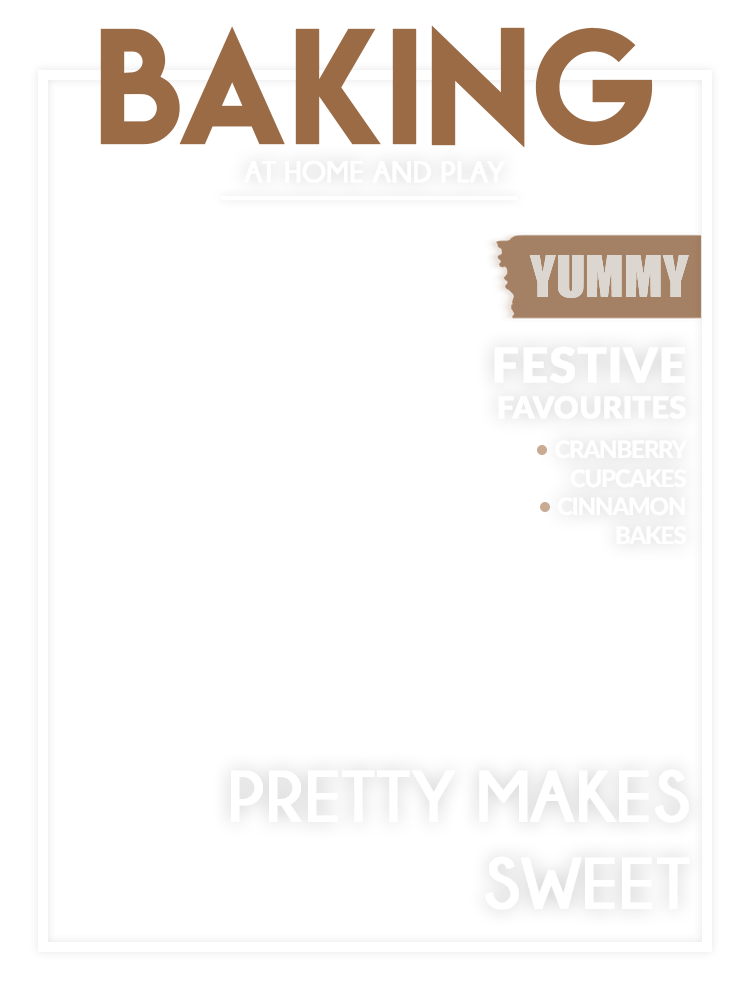 BAKING
AT HOME AND PLAY
YUMMY
FESTIVE
FAVOURITES
• CRANBERRY
CUPCAKES
• CINNAMON
BAKES
PRETTY MAKES
SWEET